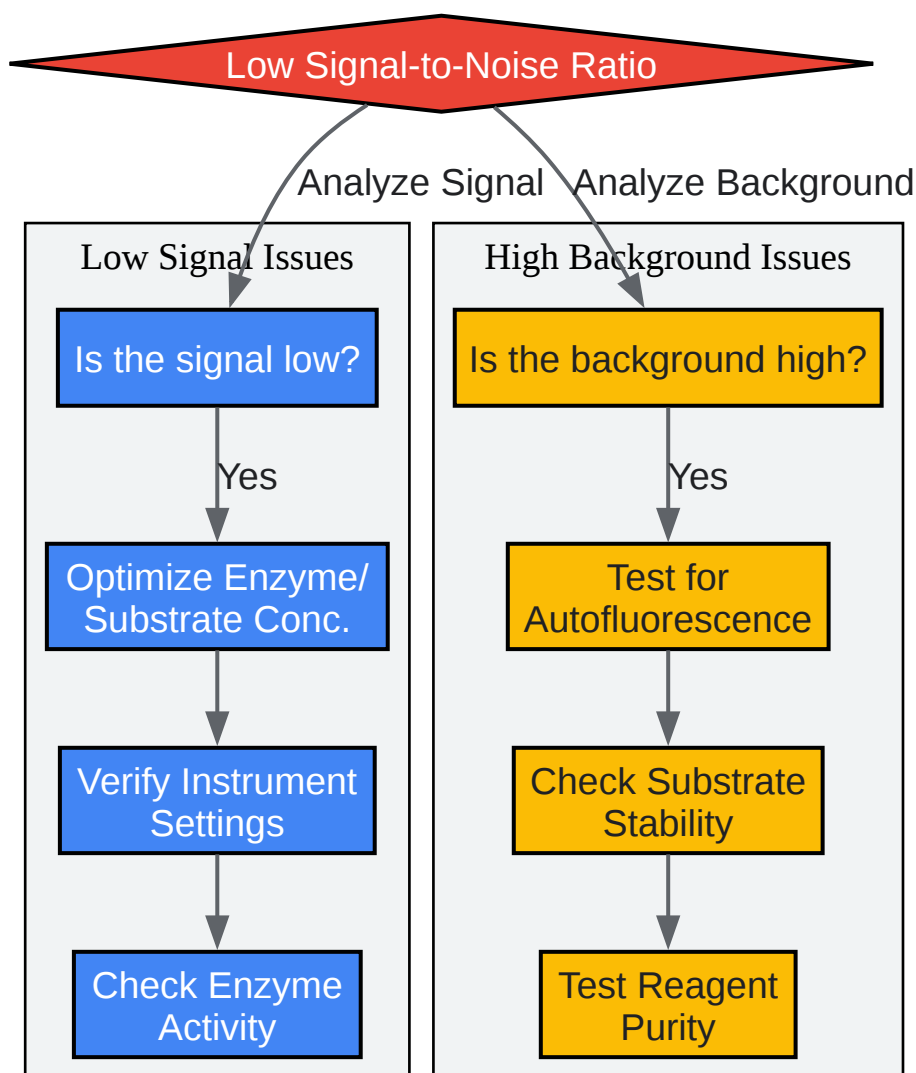 Low Signal-to-Noise Ratio
Analyze Signal
Analyze Background
Low Signal Issues
Is the signal low?
Yes
Optimize Enzyme/
Substrate Conc.
Verify Instrument
Settings
Check Enzyme
Activity
High Background Issues
Is the background high?
Yes
Test for
Autofluorescence
Check Substrate
Stability
Test Reagent
Purity